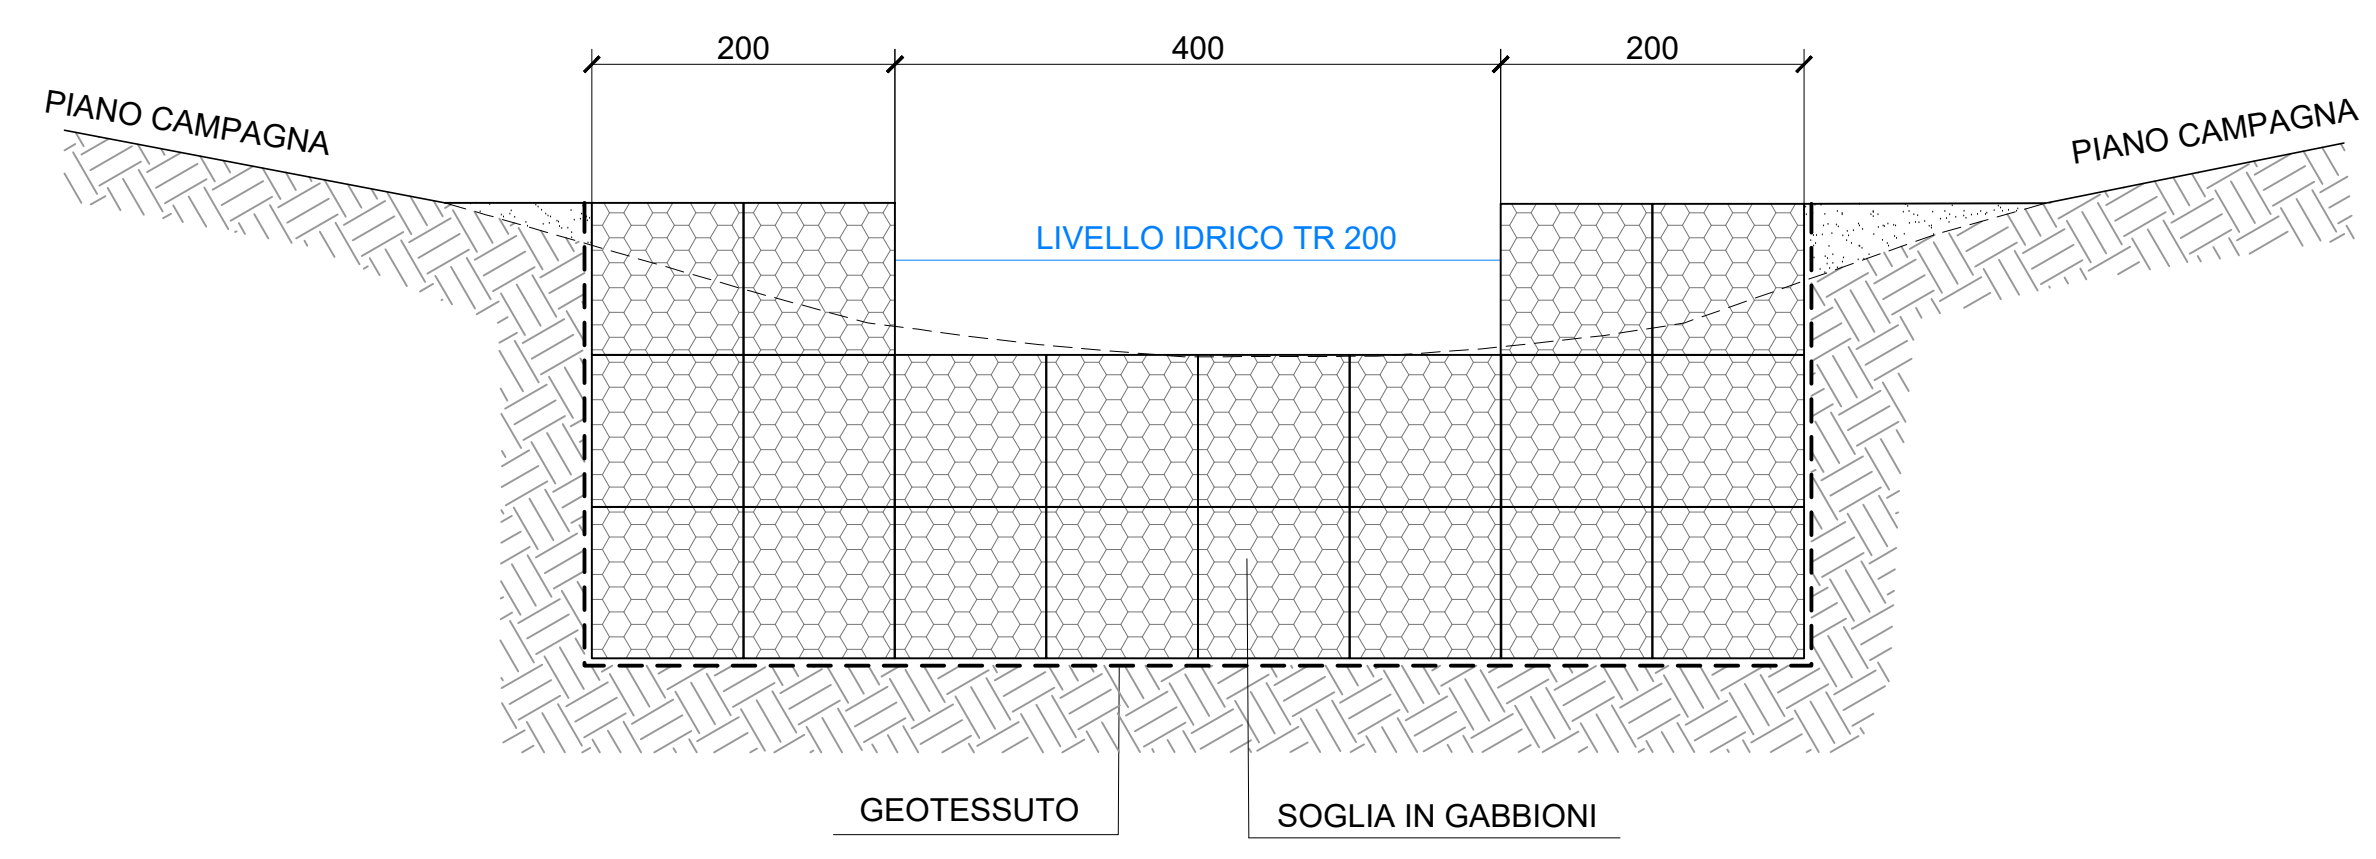 200
400
200
PIANO CAMPAGNA
PIANO CAMPAGNA
LIVELLO IDRICO TR 200
GEOTESSUTO
SOGLIA IN GABBIONI